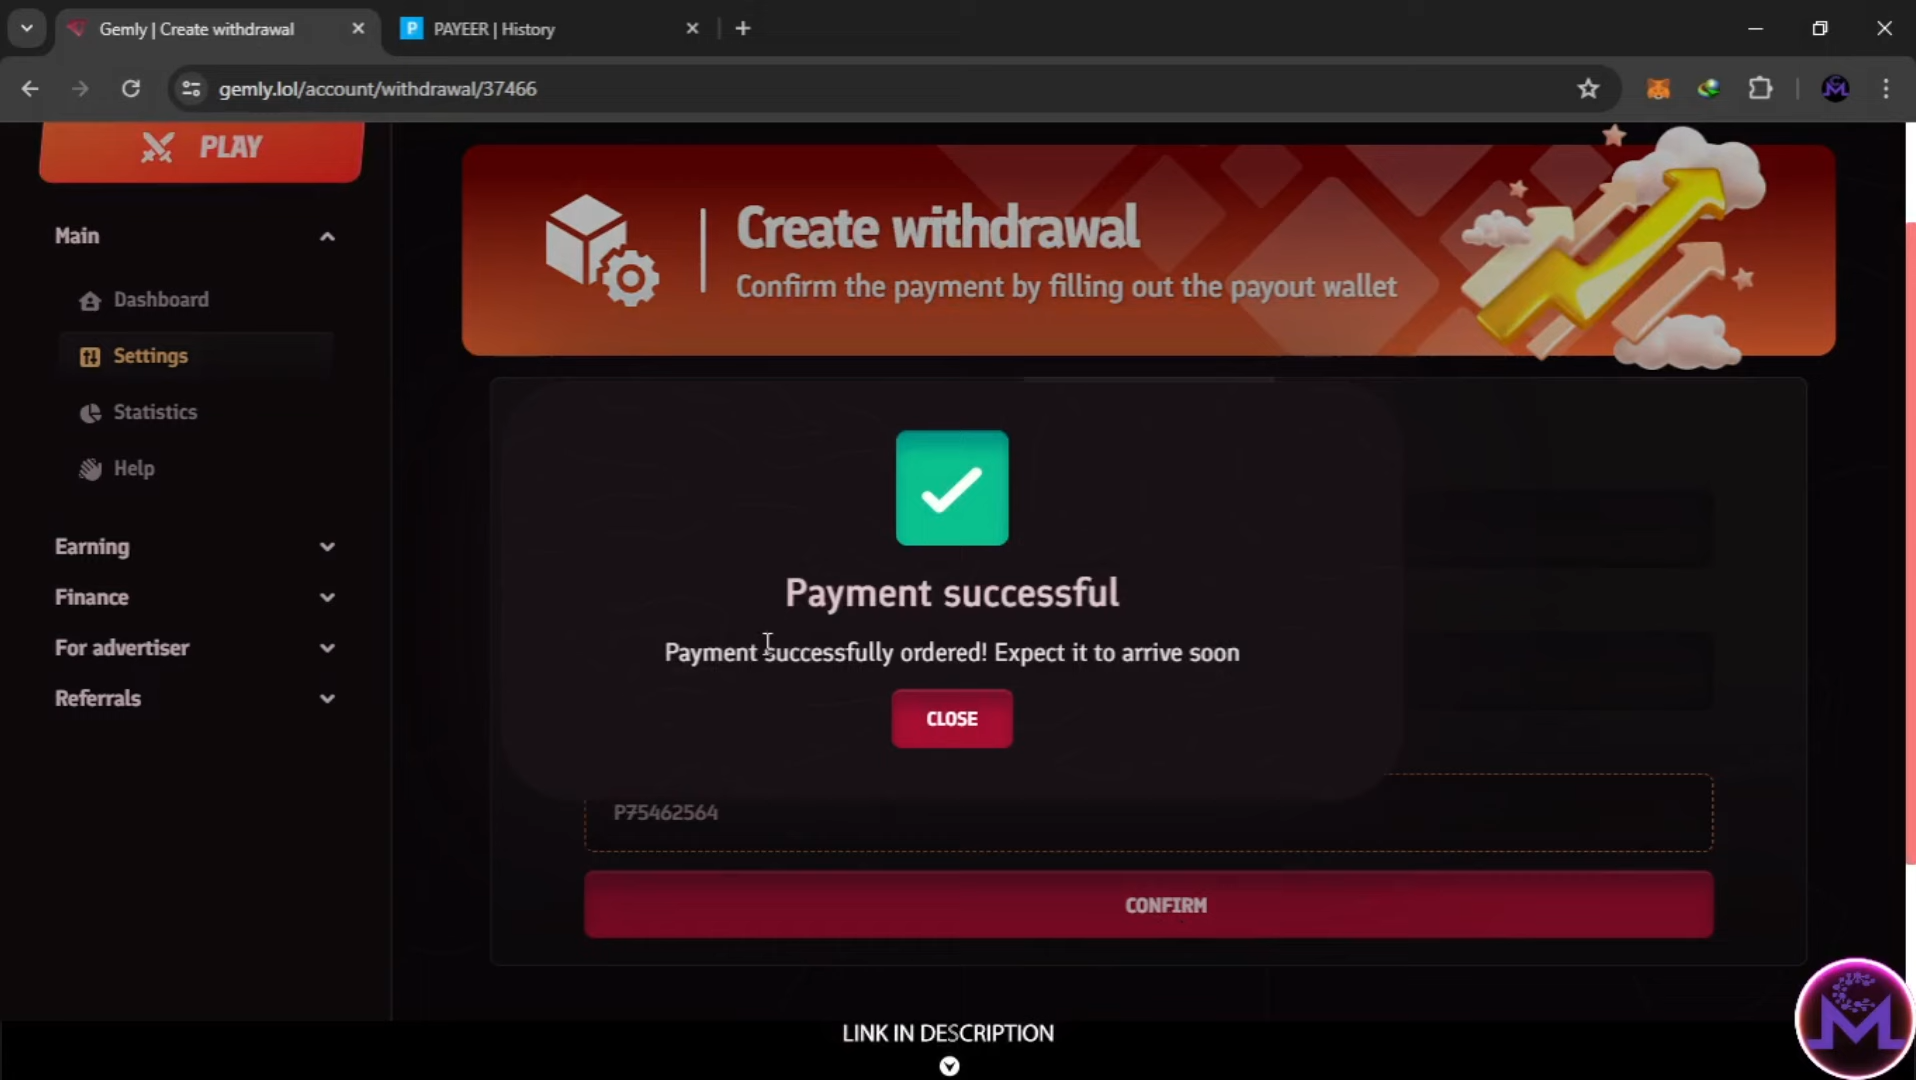 Gemly | Create withdrawal
PAYEER | History
gemly.lol/account/withdrawal/37466
PLAY
Main
Dashboard
Settings
Statistics
Help
Earning
Finance
For advertiser
Referrals
Create withdrawal
Confirm the payment by filling out the payout wallet
Payment successful
Payment successfully ordered! Expect it to arrive soon
CLOSE
P75462564
CONFIRM
LINK IN DESCRIPTION